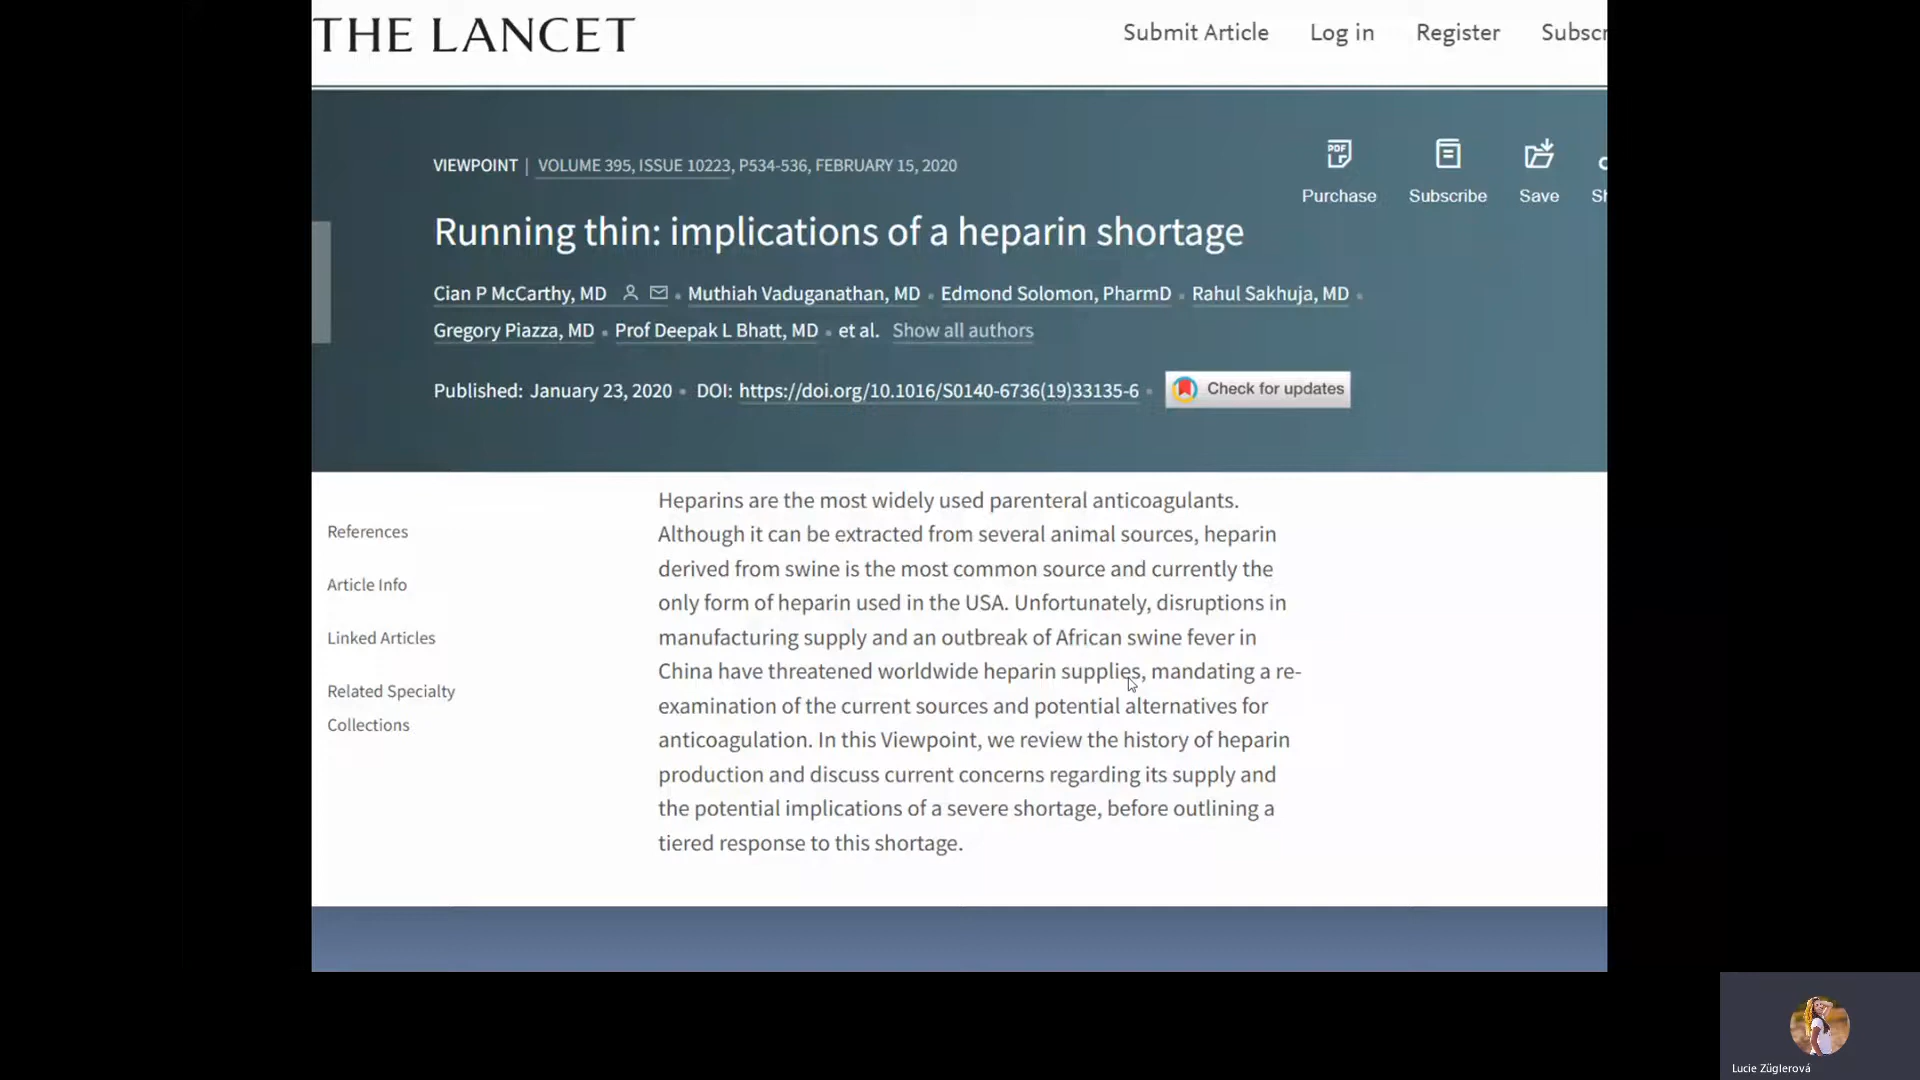 THE LANCET
Submit Article Log in Register Subscr
VIEWPOINT | VOLUME 395, ISSUE 10223, P534-536, FEBRUARY 15, 2020
PDF
Purchase Subscribe Save Sh
Running thin: implications of a heparin shortage
Cian P McCarthy, MD • Muthiah Vaduganathan, MD • Edmond Solomon, PharmD • Rahul Sakhuja, MD •
Gregory Piazza, MD • Prof Deepak L Bhatt, MD • et al. Show all authors
Published: January 23, 2020 • DOI: https://doi.org/10.1016/S0140-6736(19)33135-6 • Check for updates
References
Article Info
Linked Articles
Related Specialty
Collections
Heparins are the most widely used parenteral anticoagulants.
Although it can be extracted from several animal sources, heparin
derived from swine is the most common source and currently the
only form of heparin used in the USA. Unfortunately, disruptions in
manufacturing supply and an outbreak of African swine fever in
China have threatened worldwide heparin supplies, mandating a re-
examination of the current sources and potential alternatives for
anticoagulation. In this Viewpoint, we review the history of heparin
production and discuss current concerns regarding its supply and
the potential implications of a severe shortage, before outlining a
tiered response to this shortage.
Lucie Züglerová